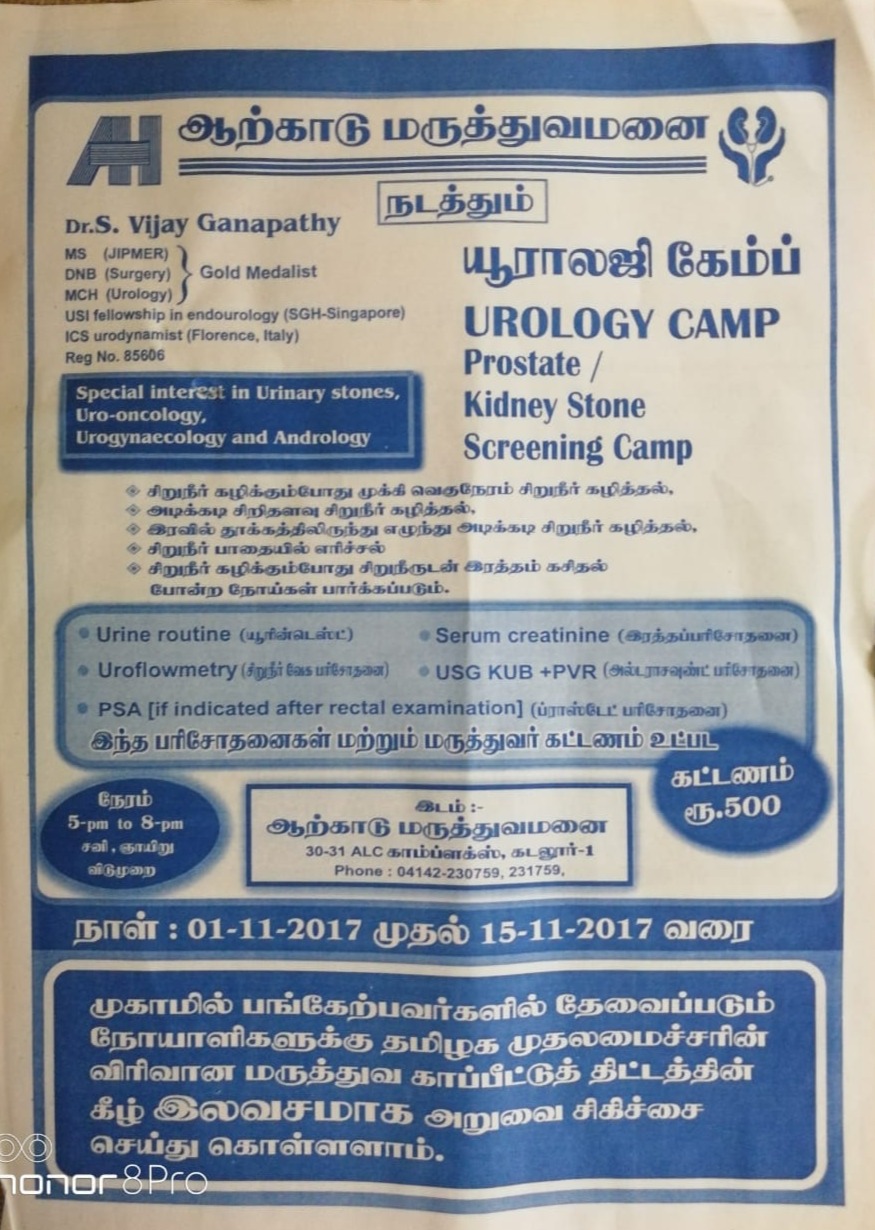 AH
ஆற்காடு மருத்துவமனை
நடத்தும்
Dr.S. Vijay Ganapathy
MS (JIPMER)
DNB (Surgery)
MCH (Urology)
Gold Medalist
USI fellowship in endourology (SGH-Singapore)
ICS urodynamist (Florence, Italy)
Reg No. 85606
Special interest in Urinary stones,
Uro-oncology,
Urogynaecology and Andrology
யூராலஜி கேம்ப்
UROLOGY CAMP
Prostate /
Kidney Stone
Screening Camp
சிறுநீர் கழிக்கும்போது முக்கி வெகுநேரம் சிறுநீர் கழித்தல்,
அடிக்கடி சிறிதளவு சிறுநீர் கழித்தல்,
இரவில் தூக்கத்திலிருந்து எழுந்து அடிக்கடி சிறுநீர் கழித்தல்,
சிறுநீர் பாதையில் எரிச்சல்
சிறுநீர் கழிக்கும்போது சிறுநீருடன் இரத்தம் கசிதல்
போன்ற நோய்கள் பார்க்கப்படும்.
Urine routine (யூரின்டெஸ்ட்)
Serum creatinine (இரத்தப்பரிசோதனை)
Uroflowmetry (சிறுநீர் வேக பரிசோதனை)
USG KUB +PVR (அல்டராசவுண்ட் பரிசோதனை)
PSA [if indicated after rectal examination] (ப்ராஸ்டேட் பரிசோதனை)
இந்த பரிசோதனைகள் மற்றும் மருத்துவர் கட்டணம் உட்பட
கட்டணம்
ரூ.500
நேரம்
5-pm to 8-pm
சனி, ஞாயிறு
விடுமுறை
இடம் :-
ஆற்காடு மருத்துவமனை
30-31 ALC காம்ப்ளக்ஸ், கடலூர்-1
Phone : 04142-230759, 231759,
நாள் : 01-11-2017 முதல் 15-11-2017 வரை
முகாமில் பங்கேற்பவர்களில் தேவைப்படும்
நோயாளிகளுக்கு தமிழக முதலமைச்சரின்
விரிவான மருத்துவ காப்பீட்டுத் திட்டத்தின்
கீழ் இலவசமாக அறுவை சிகிச்சை
செய்து கொள்ளளாம்.
honor 8Pro